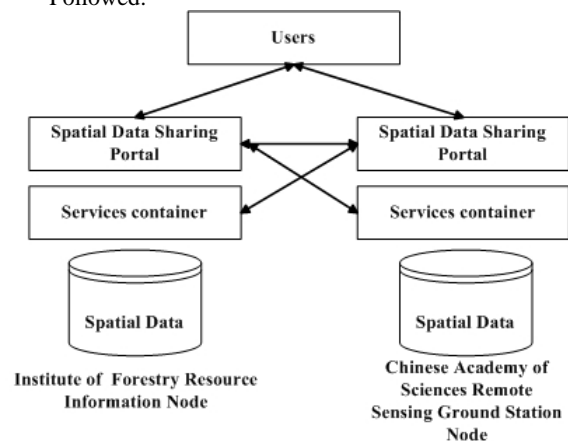 Followed.
Users
Spatial Data Sharing
Portal
Spatial Data Sharing
Portal
Services container
Services container
Spatial Data
Spatial Data
Institute of Forestry Resource
Information Node
Chinese Academy of
Sciences Remote
Sensing Ground Station
Node